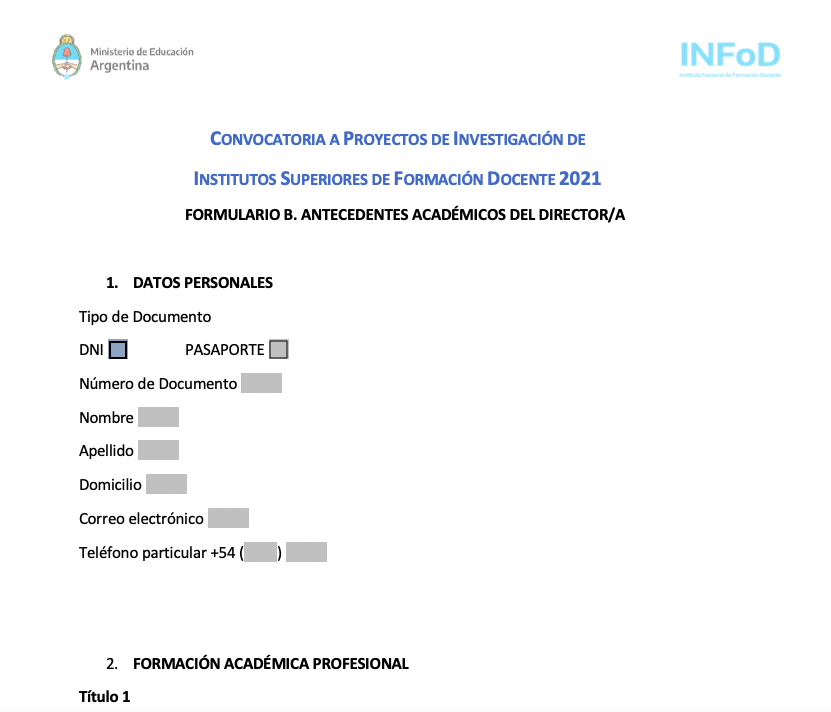 Ministerio de Educación
Argentina
INFoD
Instituto Nacional de Formación Docente
CONVOCATORIA A PROYECTOS DE INVESTIGACIÓN DE
INSTITUTOS SUPERIORES DE FORMACIÓN DOCENTE 2021
FORMULARIO B. ANTECEDENTES ACADÉMICOS DEL DIRECTOR/A
1. DATOS PERSONALES
Tipo de Documento
DNI PASAPORTE
Número de Documento
Nombre
Apellido
Domicilio
Correo electrónico
Teléfono particular +54 ( )
2. FORMACIÓN ACADÉMICA PROFESIONAL
Título 1